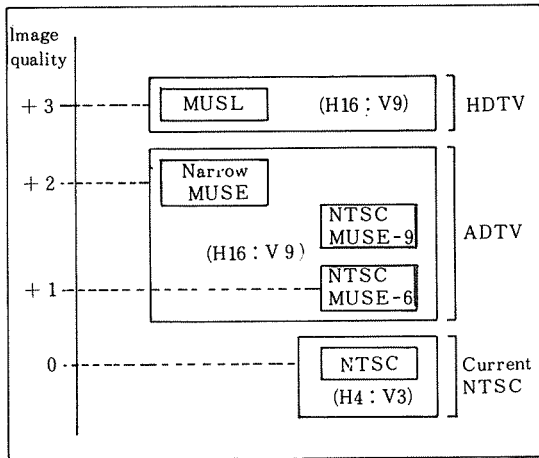 Image
quality
+3
MUSL
(H16:V9)
HDTV
+2
Narrow
MUSE
NTSC
MUSE-9
ADTV
(H16:V9)
+1
NTSC
MUSE-6
0
NTSC
Current
NTSC
(H4:V3)